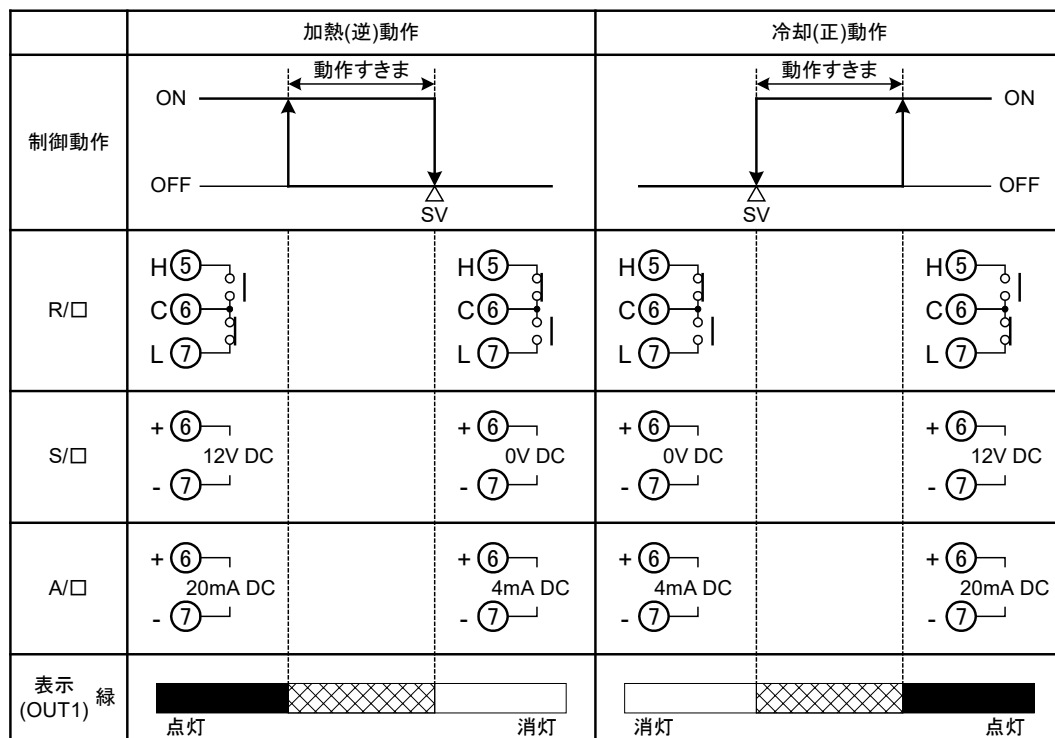 加熱(逆)動作 冷却(正)動作
動作すきま 動作すきま
ON ON
制御動作
OFF OFF
SV SV
H⑤ H⑤ H⑤ H⑤
R/□ C⑥ C⑥ C⑥ C⑥
L⑦ L⑦ L⑦ L⑦
+⑥ +⑥ +⑥ +⑥
S/□ 12V DC 0V DC 0V DC 12V DC
-⑦ -⑦ -⑦ -⑦
+⑥ +⑥ +⑥ +⑥
A/□ 20mA DC 4mA DC 4mA DC 20mA DC
-⑦ -⑦ -⑦ -⑦
表示
(OUT1) 緑
点灯 消灯 消灯 点灯